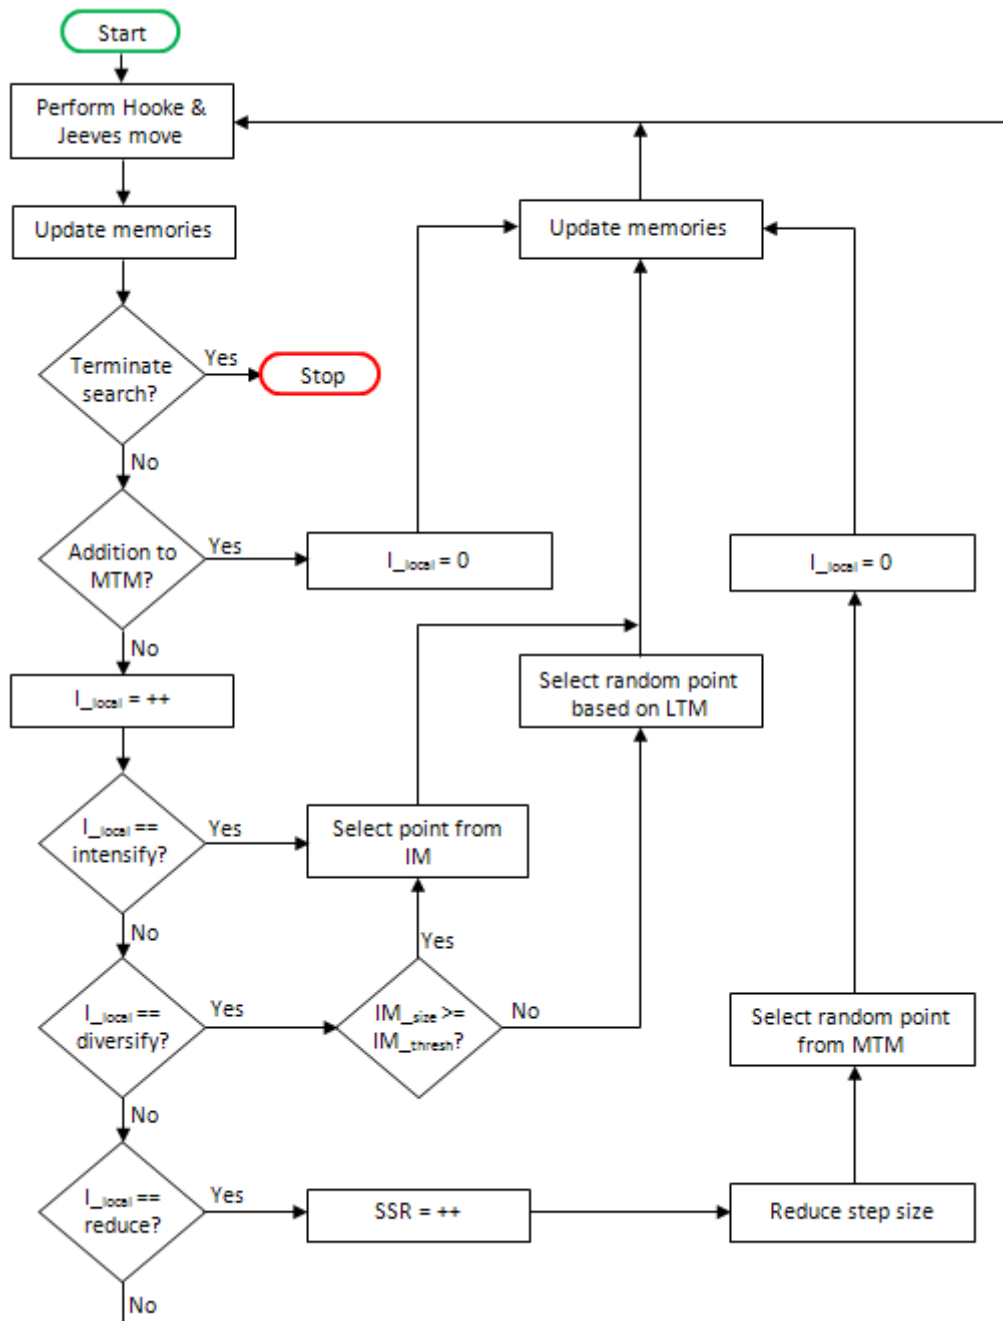 Start
Perform Hooke &
Jeeves move
Update memories
Update memories
Terminate
search?
Yes
Stop
No
Addition to
MTM?
Yes
I_local = 0
I_local = 0
No
I_local = ++
Select random point
based on LTM
I_local ==
intensify?
Yes
Select point from
IM
No
Yes
I_local ==
diversify?
Yes
IM_size >=
IM_thresh?
No
Select random point
from MTM
No
I_local ==
reduce?
Yes
SSR = ++
Reduce step size
No